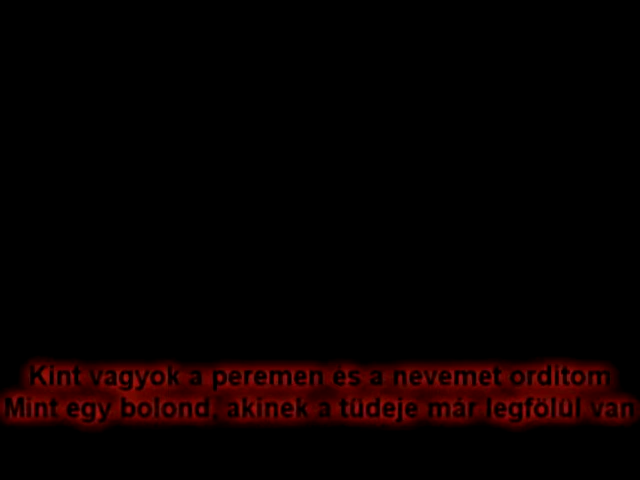 Kint vagyok a peremen és a nevemet ordítom
Mint egy bolond, akinek a tüdeje már legfölül van